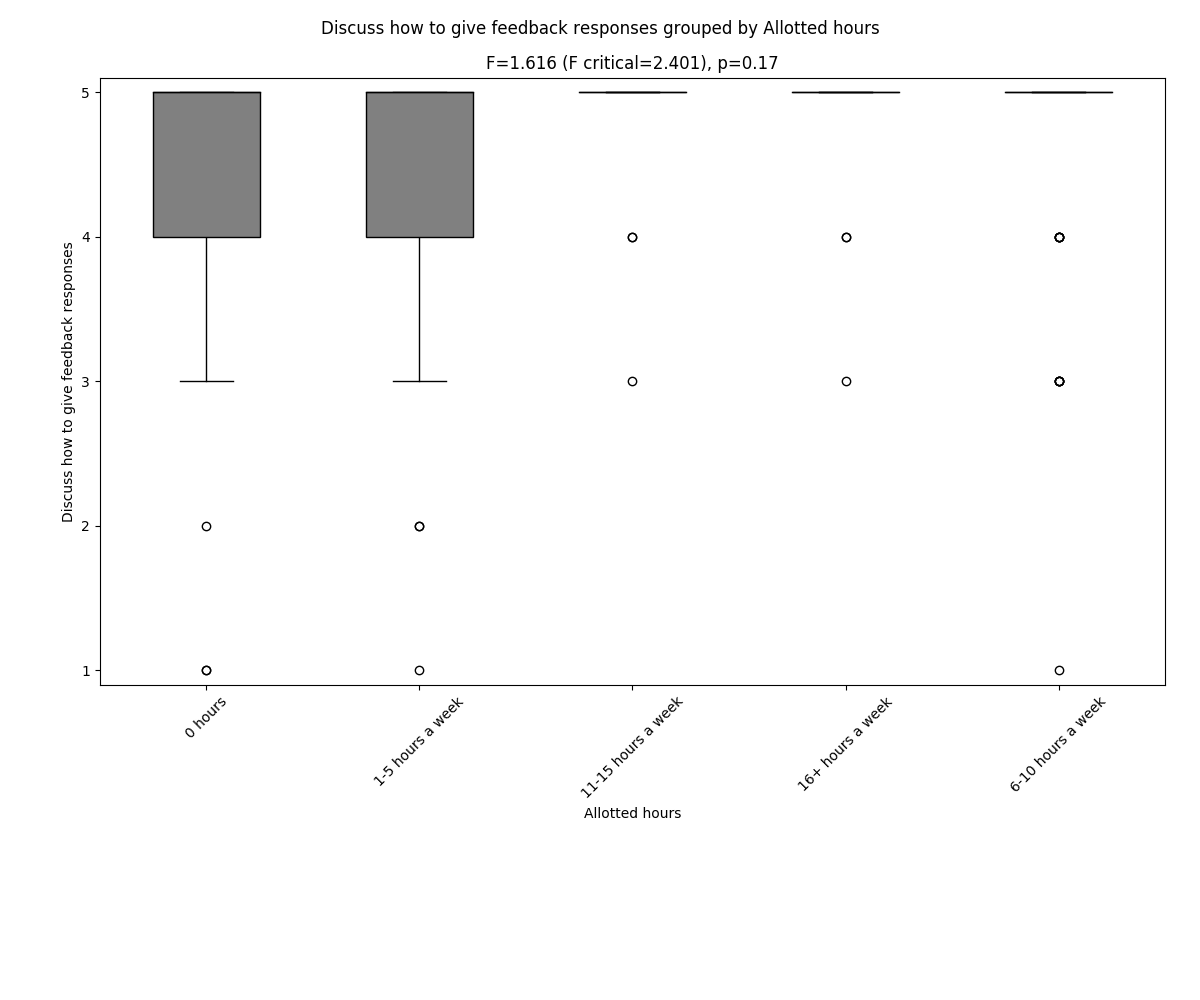 Discuss how to give feedback responses grouped by Allotted hours
F=1.616 (F critical=2.401), p=0.17
Discuss how to give feedback responses
5
4
3
2
1
0 hours
1-5 hours a week
11-15 hours a week
16+ hours a week
6-10 hours a week
Allotted hours